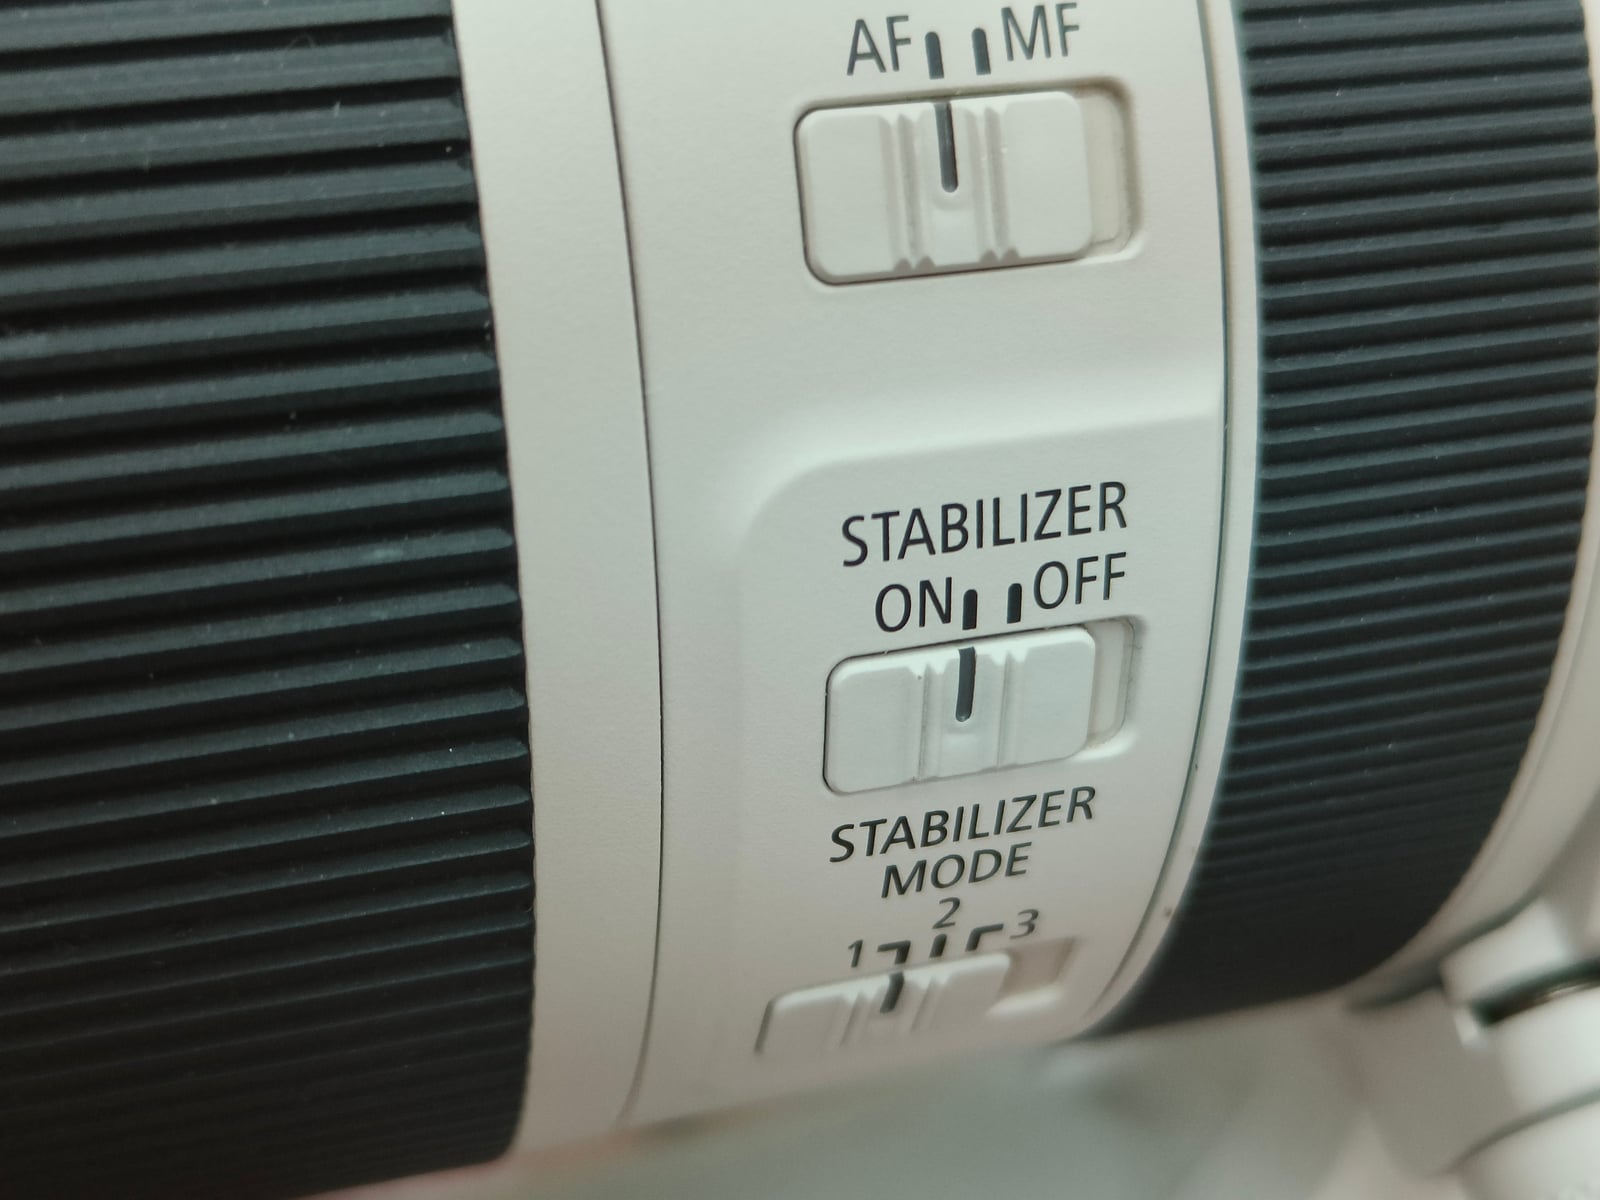 AF MF
STABILIZER
ON OFF
STABILIZER
MODE
1 2 3